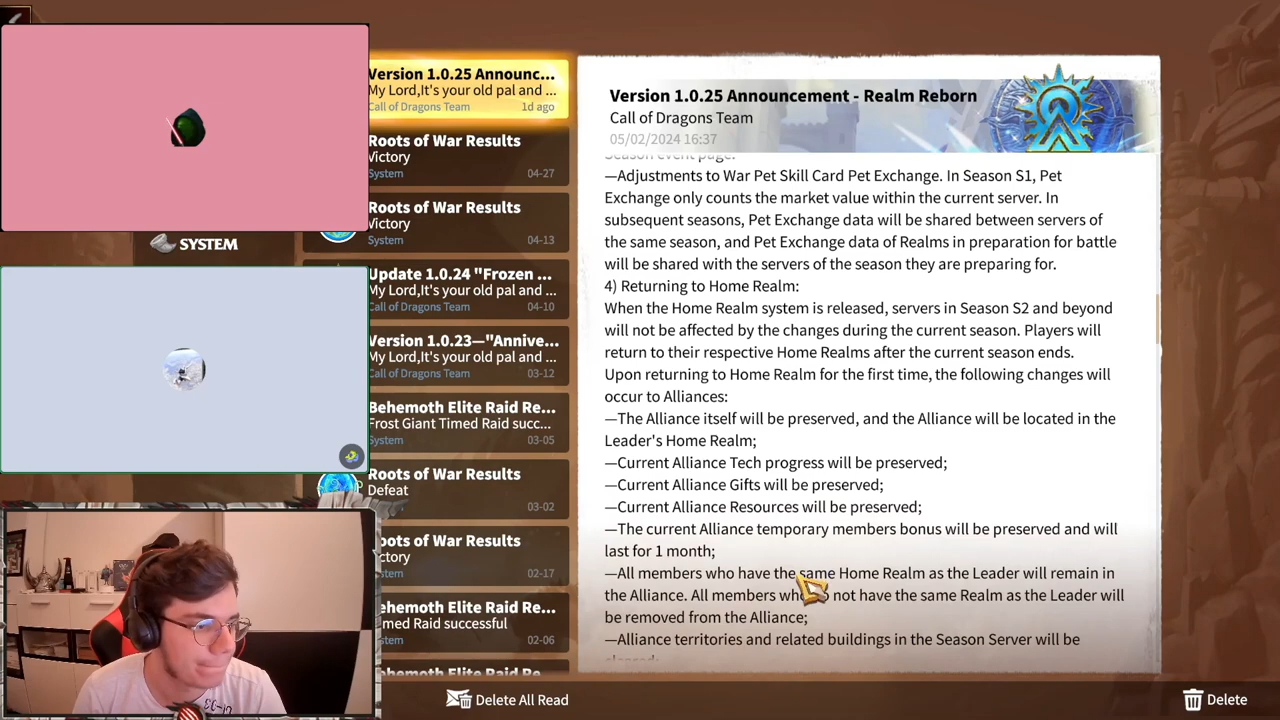 SYSTEM
Version 1.0.25 Announc...
My Lord,It's your old pal and ...
Call of Dragons Team
1d ago
Roots of War Results
Victory
System
04-27
Roots of War Results
Victory
System
04-13
Update 1.0.24 "Frozen ...
My Lord,It's your old pal and ...
Call of Dragons Team
04-10
Version 1.0.23—"Annive...
My Lord,It's your old pal and ...
Call of Dragons Team
03-12
Behemoth Elite Raid Re...
Frost Giant Timed Raid succ...
System
03-05
Roots of War Results
Defeat
03-02
oots of War Results
ctory
stem
02-17
ehemoth Elite Raid Re...
med Raid successful
stem
02-06
ehemoth Elite Raid Re...
Delete All Read
Version 1.0.25 Announcement - Realm Reborn
Call of Dragons Team
05/02/2024 16:37
Season event page.
—Adjustments to War Pet Skill Card Pet Exchange. In Season S1, Pet
Exchange only counts the market value within the current server. In
subsequent seasons, Pet Exchange data will be shared between servers of
the same season, and Pet Exchange data of Realms in preparation for battle
will be shared with the servers of the season they are preparing for.
4) Returning to Home Realm:
When the Home Realm system is released, servers in Season S2 and beyond
will not be affected by the changes during the current season. Players will
return to their respective Home Realms after the current season ends.
Upon returning to Home Realm for the first time, the following changes will
occur to Alliances:
—The Alliance itself will be preserved, and the Alliance will be located in the
Leader's Home Realm;
—Current Alliance Tech progress will be preserved;
—Current Alliance Gifts will be preserved;
—Current Alliance Resources will be preserved;
—The current Alliance temporary members bonus will be preserved and will
last for 1 month;
—All members who have the same Home Realm as the Leader will remain in
the Alliance. All members who not have the same Realm as the Leader will
be removed from the Alliance;
—Alliance territories and related buildings in the Season Server will be
Delete